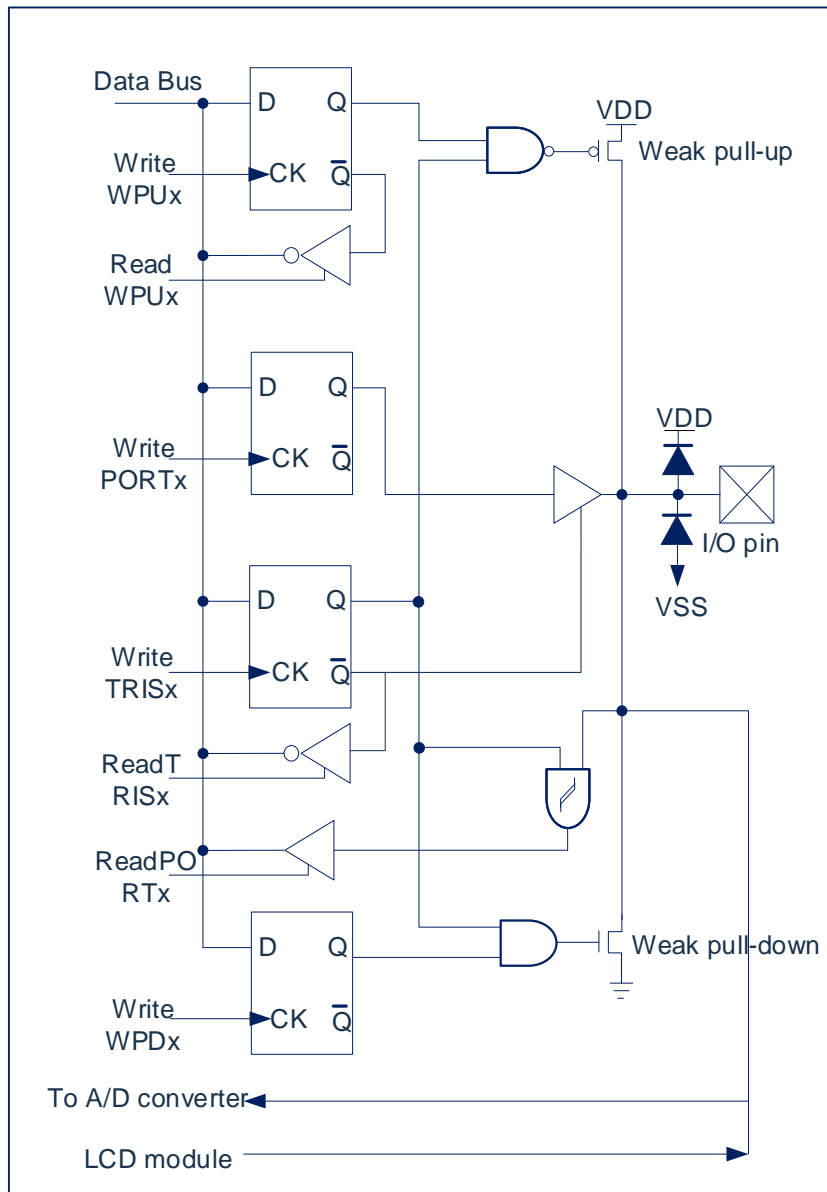 Data Bus
D Q
Write
WPUx
CK Q̅
Read
WPUx
VDD
Weak pull-up
D Q
Write
PORTx
CK Q̅
VDD
I/O pin
VSS
D Q
Write
TRISx
CK Q̅
ReadT
RISx
ReadPO
RTx
D Q
Write
WPDx
CK Q̅
Weak pull-down
To A/D converter
LCD module